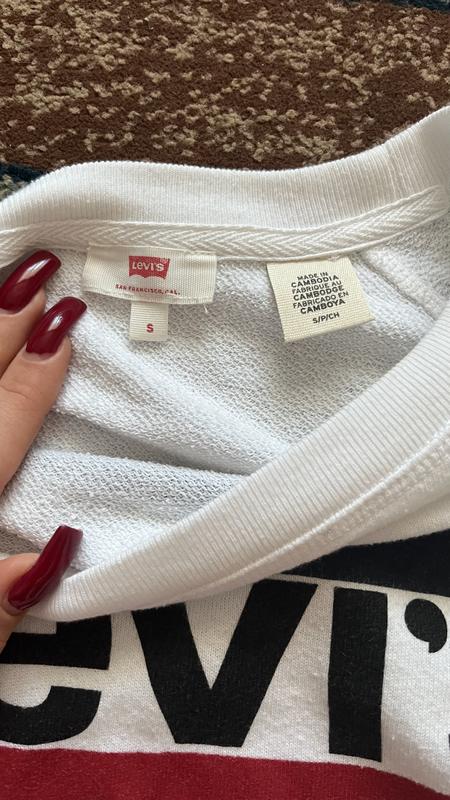 Levi's
SAN FRANCISCO, CAL.
S
MADE IN
CAMBODIA
FABRIQUE AU
CAMBODGE
FABRICADO EN
CAMBOYA
S/P/CH
evi's